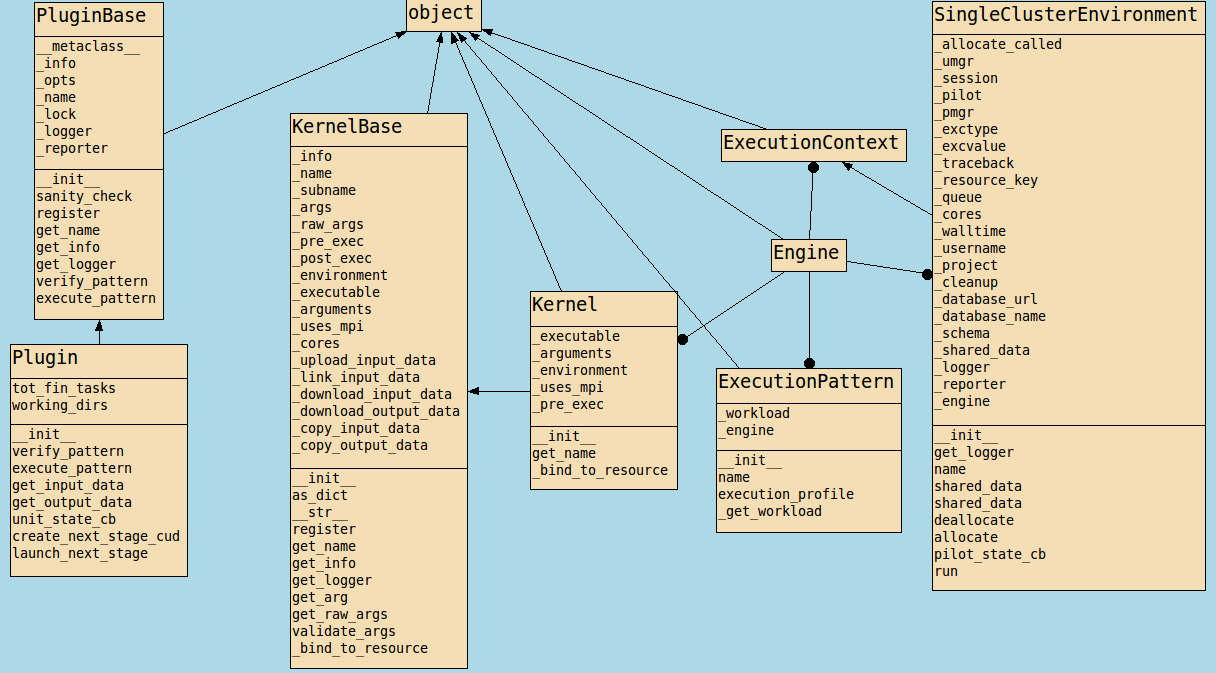 PluginBase
__metaclass__
_info
_opts
_name
_lock
_logger
_reporter
__init__
sanity_check
register
get_name
get_info
get_logger
verify_pattern
execute_pattern
Plugin
tot_fin_tasks
working_dirs
__init__
verify_pattern
execute_pattern
get_input_data
get_output_data
unit_state_cb
create_next_stage_cud
launch_next_stage
object
KernelBase
_info
_name
_subname
_args
_raw_args
_pre_exec
_post_exec
_environment
_executable
_arguments
_uses_mpi
_cores
_upload_input_data
_link_input_data
_download_input_data
_download_output_data
_copy_input_data
_copy_output_data
__init__
as_dict
__str__
register
get_name
get_info
get_logger
get_arg
get_raw_args
validate_args
_bind_to_resource
Kernel
_executable
_arguments
_environment
_uses_mpi
_pre_exec
__init__
get_name
_bind_to_resource
ExecutionContext
Engine
ExecutionPattern
_workload
_engine
__init__
name
execution_profile
_get_workload
SingleClusterEnvironment
_allocate_called
_umgr
_session
_pilot
_pmgr
_exctype
_excvalue
_traceback
_resource_key
_queue
_cores
_walltime
_username
_project
_cleanup
_database_url
_database_name
_schema
_shared_data
_logger
_reporter
_engine
__init__
get_logger
name
shared_data
shared_data
deallocate
allocate
pilot_state_cb
run